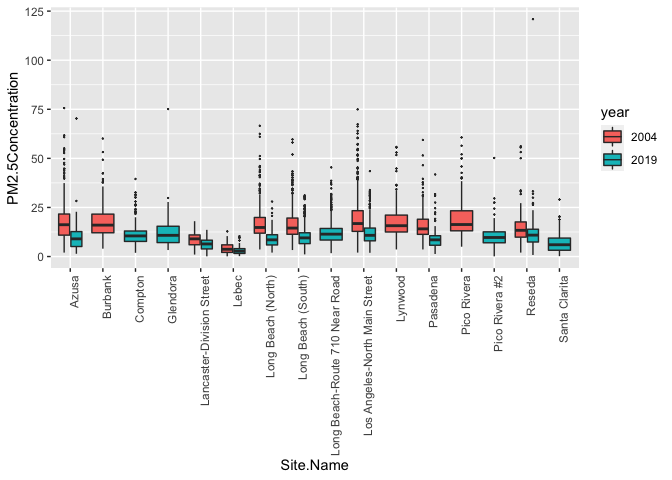 125
100
75
50
25
0
PM2.5Concentration
year
2004
2019
Azusa
Burbank
Compton
Glendora
Lancaster-Division Street
Lebec
Long Beach (North)
Long Beach (South)
Long Beach-Route 710 Near Road
Los Angeles-North Main Street
Lynwood
Pasadena
Pico Rivera
Pico Rivera #2
Reseda
Santa Clarita
Site.Name